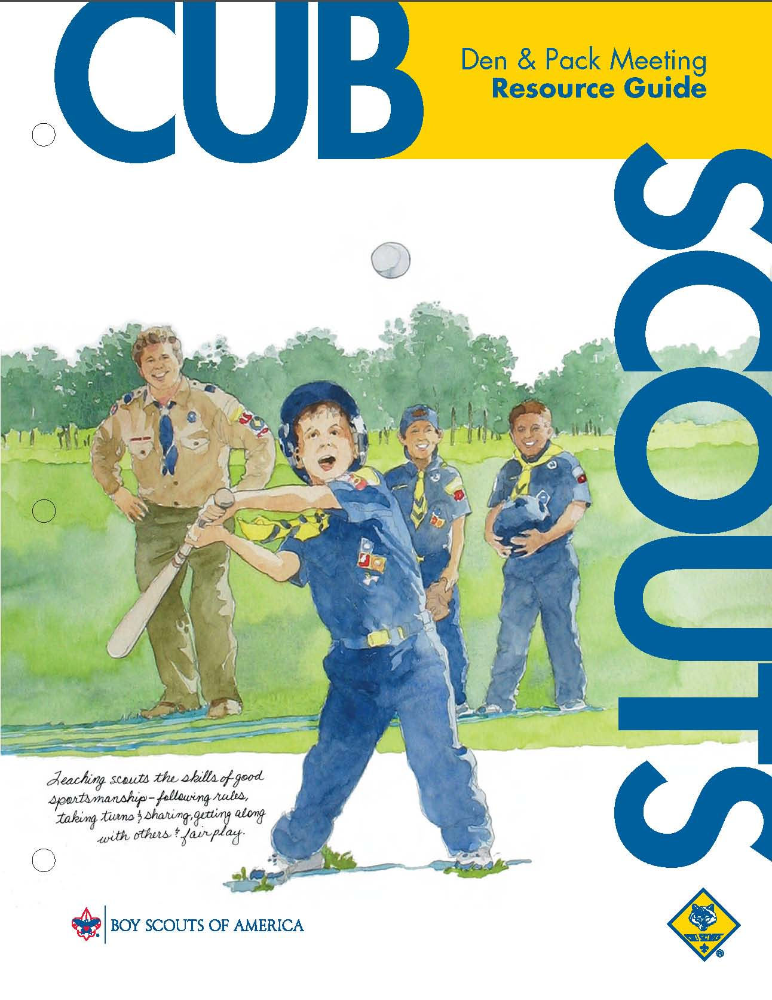 CUB
Den & Pack Meeting
Resource Guide
SCOUTS
Teaching scouts the skills of good
sportsmanship – following rules,
taking turns & sharing, getting along
with others & fair play.
BOY SCOUTS OF AMERICA
CUB SCOUTS
®